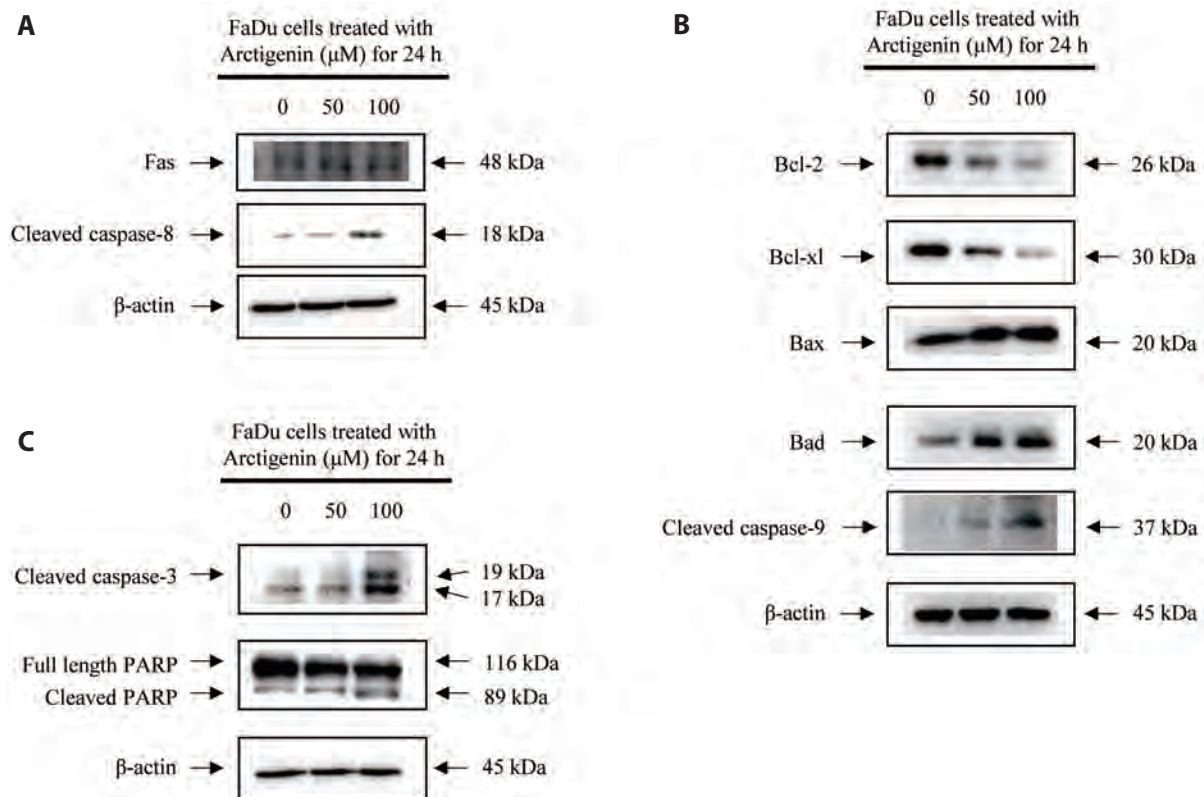 A
FaDu cells treated with
Arctigenin (μM) for 24 h
0 50 100
Fas 48 kDa
Cleaved caspase-8 18 kDa
β-actin 45 kDa
B
FaDu cells treated with
Arctigenin (μM) for 24 h
0 50 100
Bcl-2 26 kDa
Bcl-xl 30 kDa
Bax 20 kDa
Bad 20 kDa
Cleaved caspase-9 37 kDa
β-actin 45 kDa
C
FaDu cells treated with
Arctigenin (μM) for 24 h
0 50 100
Cleaved caspase-3 19 kDa
17 kDa
Full length PARP 116 kDa
Cleaved PARP 89 kDa
β-actin 45 kDa